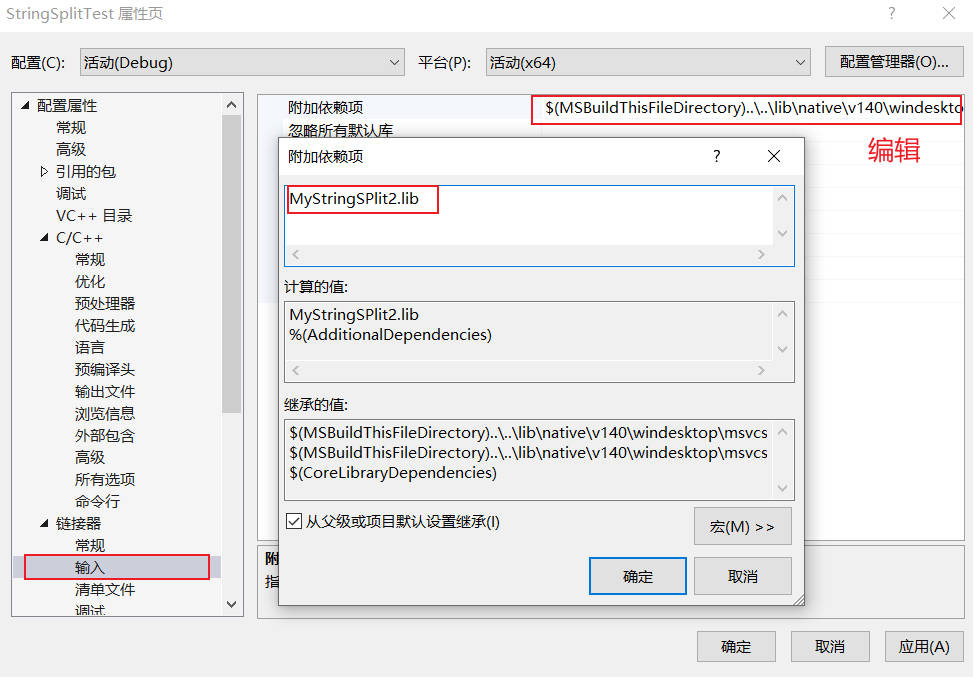 StringSplitTest 属性页
配置(C):
活动(Debug)
平台(P):
活动(x64)
配置管理器(O)...
配置属性
常规
高级
引用的包
调试
VC++ 目录
C/C++
常规
优化
预处理器
代码生成
语言
预编译头
输出文件
浏览信息
外部包含
高级
所有选项
命令行
链接器
常规
输入
清单文件
调试
附加依赖项
$(MSBuildThisFileDirectory)..\..\lib\native\v140\windeskto
忽略所有默认库
编辑
附加依赖项
MyStringSPlit2.lib
计算的值:
MyStringSPlit2.lib
%(AdditionalDependencies)
继承的值:
$(MSBuildThisFileDirectory)..\..\lib\native\v140\windesktop\msvcs
$(MSBuildThisFileDirectory)..\..\lib\native\v140\windesktop\msvcs
$(CoreLibraryDependencies)
从父级或项目默认设置继承(I)
宏(M) >>
确定
取消
附
指
确定
取消
应用(A)